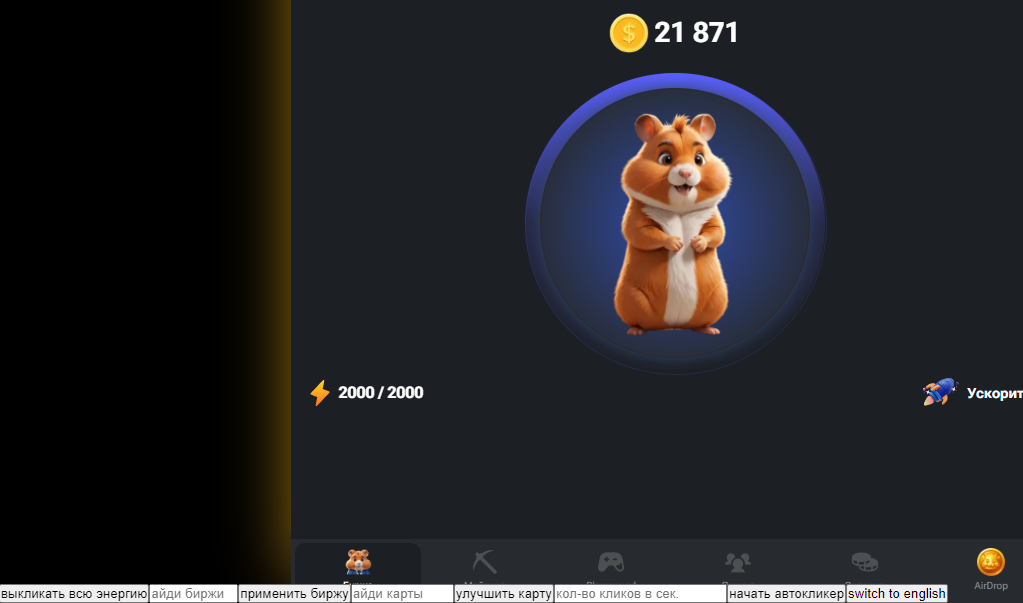 21 871
2000 / 2000
Ускорит
AirDrop
выкликать всю энергию айди биржи применить биржу айди карты улучшить карту кол-во кликов в сек. начать автокликер switch to english